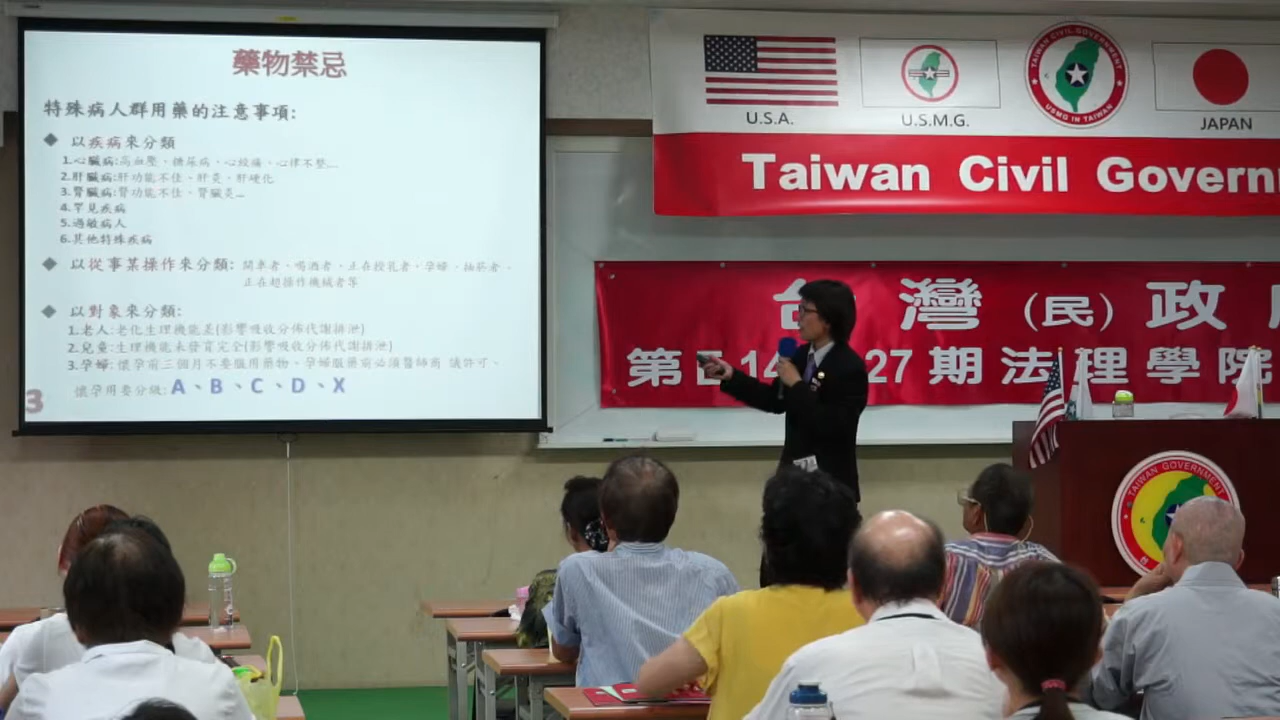 藥物禁忌
特殊病人群用藥的注意事項:
◆ 以疾病來分類
1.心臟病:高血壓、糖尿病、心絞痛、心律不整…
2.肝臟病:肝功能不佳、肝炎、肝硬化
3.腎臟病:腎功能不佳、腎臟炎…
4.罕見疾病
5.過敏病人
6.其他特殊疾病
◆ 以從事某操作來分類: 開車者、喝酒者、正在授乳者、孕婦、抽菸者、
正在趕操作機械者等
◆ 以對象來分類:
1.老人:老化生理機能差(影響吸收分佈代謝排泄)
2.兒童:生理機能未發育完全(影響吸收分佈代謝排泄)
3.孕婦:懷孕前三個月不要服用藥物、孕婦服藥前必須醫師商 議許可、
懷孕用要分級:A、B、C、D、X
3
U.S.A.
U.S.M.G.
TAIWAN CIVIL GOVERNMENT
USMG IN TAIWAN
JAPAN
Taiwan Civil Governm
台灣(民)政
第 14 27期法理學院
TAIWAN GOVERNMENT